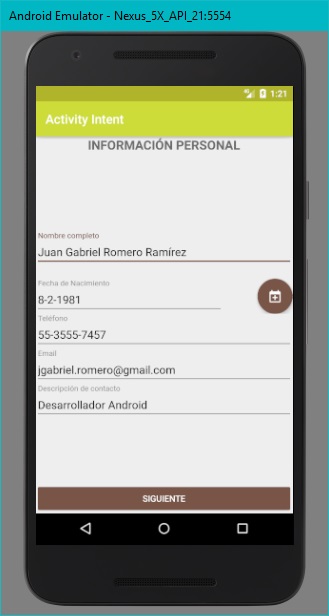 Android Emulator - Nexus_5X_API_21:5554
1:21
Activity Intent
INFORMACIÓN PERSONAL
Nombre completo
Juan Gabriel Romero Ramírez
Fecha de Nacimiento
8-2-1981
Teléfono
55-3555-7457
Email
jgabriel.romero@gmail.com
Descripción de contacto
Desarrollador Android
SIGUIENTE